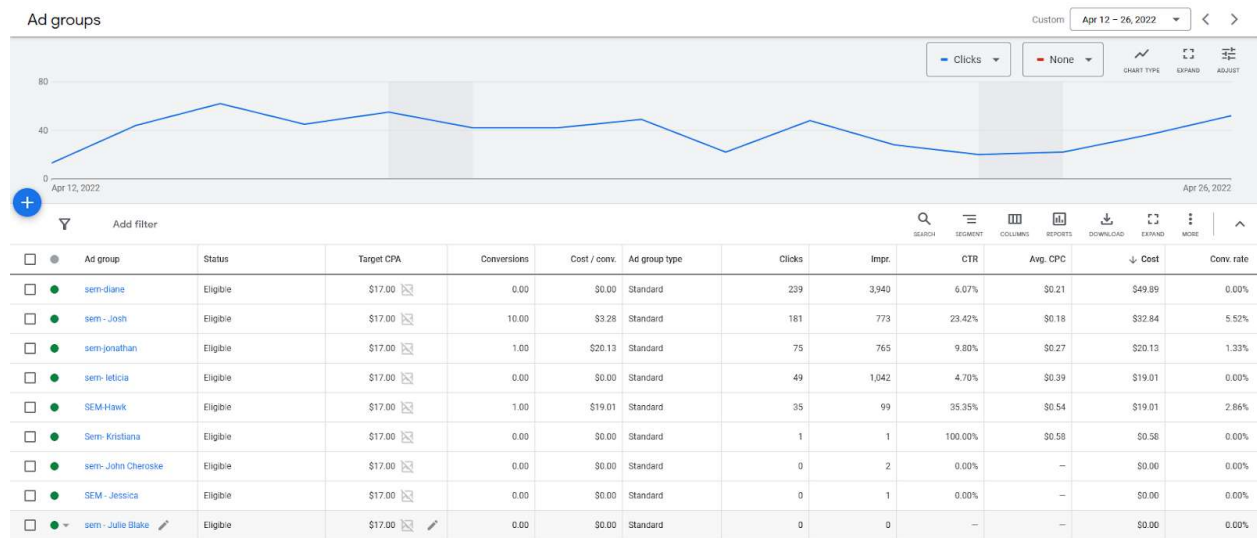 Ad groups
Custom Apr 12 – 26, 2022
Clicks None CHART TYPE EXPAND ADJUST
80
40
0
Apr 12, 2022 Apr 26, 2022
Add filter SEARCH SEGMENT COLUMNS REPORTS DOWNLOAD EXPAND MORE
Ad group Status Target CPA Conversions Cost / conv. Ad group type Clicks Impr. CTR Avg. CPC Cost Conv. rate
sem-diane Eligible $17.00 0.00 $0.00 Standard 239 3,940 6.07% $0.21 $49.89 0.00%
sem - Josh Eligible $17.00 10.00 $3.28 Standard 181 773 23.42% $0.18 $32.84 5.52%
sem-jonathan Eligible $17.00 1.00 $20.13 Standard 75 765 9.80% $0.27 $20.13 1.33%
sem- leticia Eligible $17.00 0.00 $0.00 Standard 49 1,042 4.70% $0.39 $19.01 0.00%
SEM-Hawk Eligible $17.00 1.00 $19.01 Standard 35 99 35.35% $0.54 $19.01 2.86%
Sem- Kristiana Eligible $17.00 0.00 $0.00 Standard 1 1 100.00% $0.58 $0.58 0.00%
sem- John Cheroske Eligible $17.00 0.00 $0.00 Standard 0 2 0.00% – $0.00 0.00%
SEM - Jessica Eligible $17.00 0.00 $0.00 Standard 0 1 0.00% – $0.00 0.00%
sem - Julie Blake Eligible $17.00 0.00 $0.00 Standard 0 0 – – $0.00 0.00%